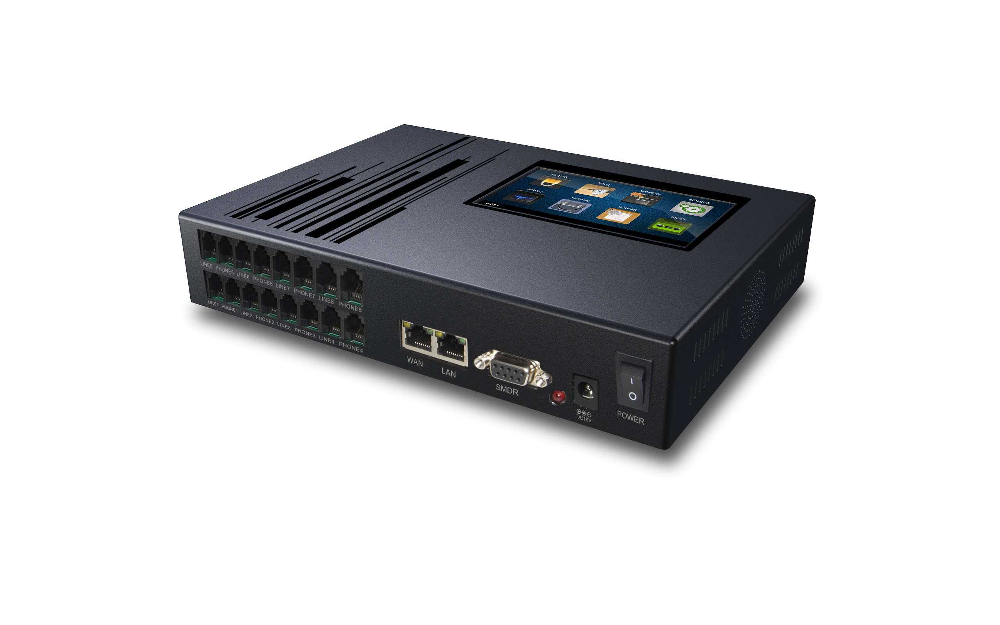 System
Tools
Network
Settings
Status
Monitor
Search
CDR
LINE5 PHONE5 LINE6 PHONE6 LINE7 PHONE7 LINE8 PHONE8
LINE1 PHONE1 LINE2 PHONE2 LINE3 PHONE3 LINE4 PHONE4
WAN
LAN
SMDR
DC19V
I
O
POWER